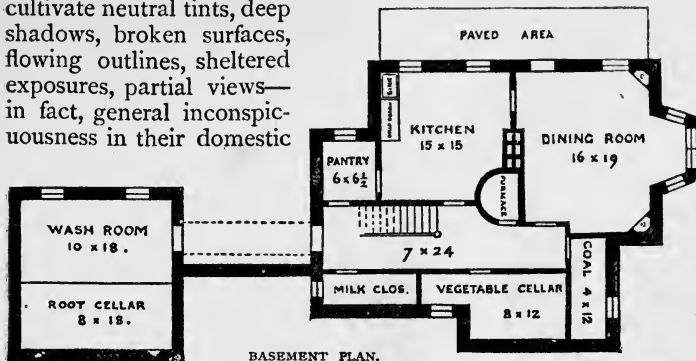 cultivate neutral tints, deep
shadows, broken surfaces,
flowing outlines, sheltered
exposures, partial views—
in fact, general inconspic-
uousness in their domestic
PAVED AREA
SINK
KITCHEN
15 x 15
DINING ROOM
16 x 19
C
PANTRY
6 x 6½
FURNACE
WASH ROOM
10 x 18.
7 x 24
COAL 4 x 12
ROOT CELLAR
8 x 18.
MILK CLOS.
VEGETABLE CELLAR
8 x 12
C
BASEMENT PLAN.